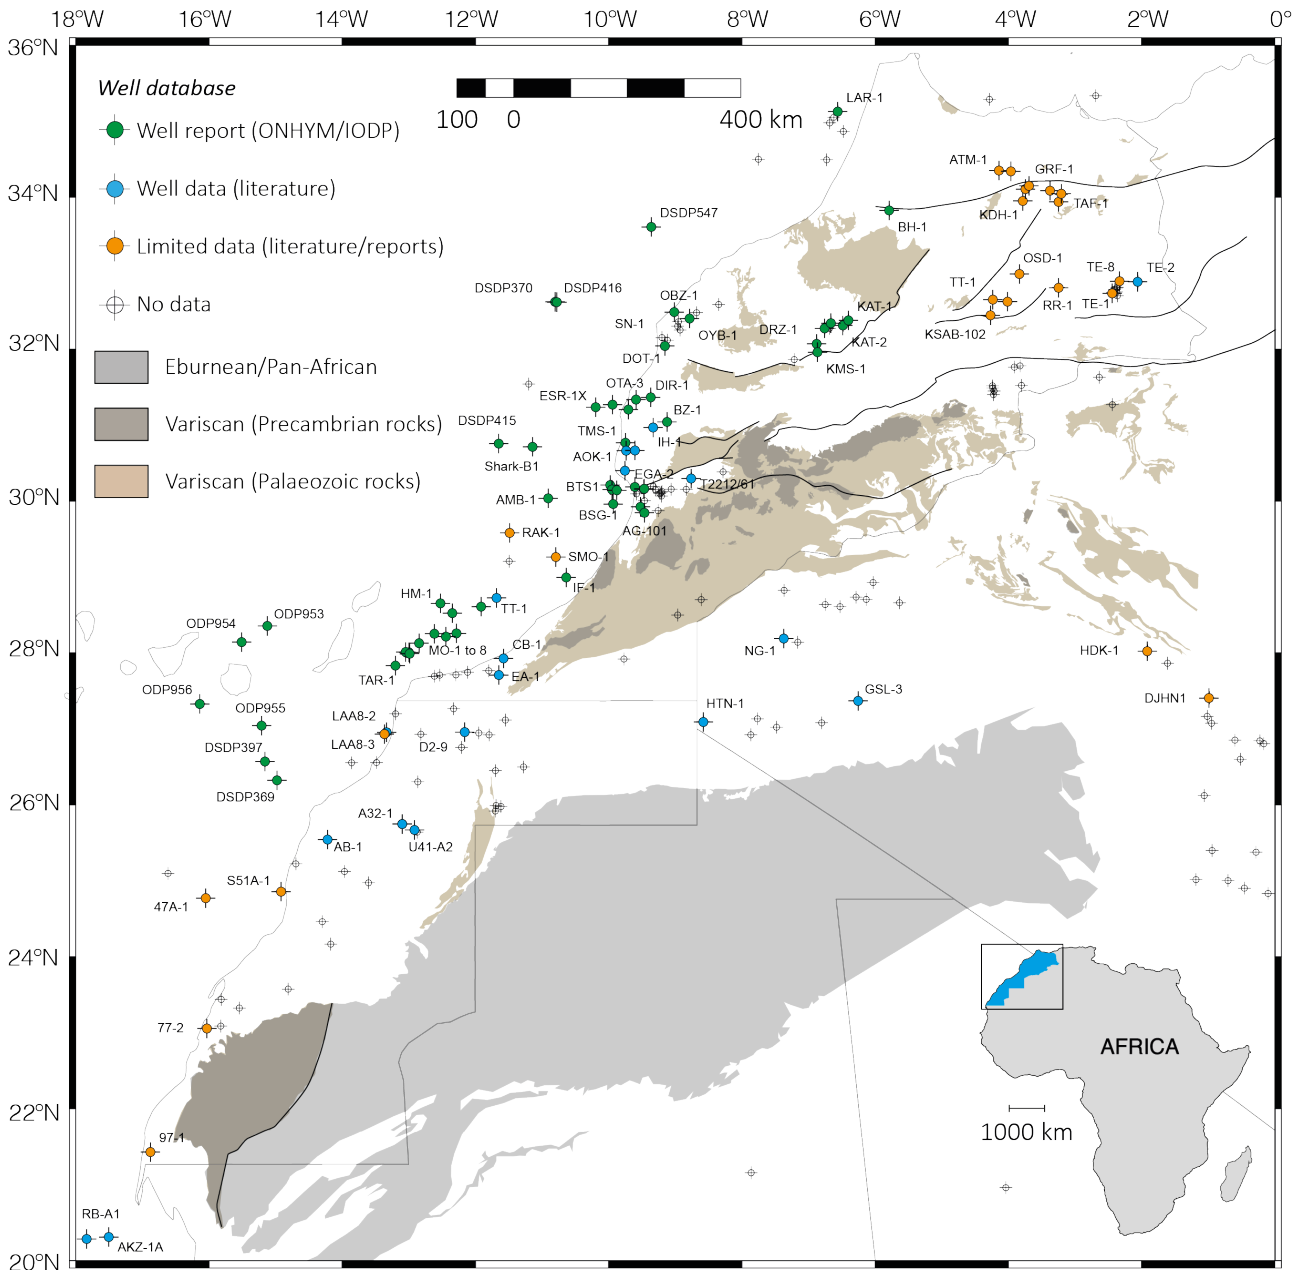 18°W 16°W 14°W 12°W 10°W 8°W 6°W 4°W 2°W 0°
36°N
34°N
32°N
30°N
28°N
26°N
24°N
22°N
20°N
Well database
Well report (ONHYM/IODP)
Well data (literature)
Limited data (literature/reports)
No data
Eburnean/Pan-African
Variscan (Precambrian rocks)
Variscan (Palaeozoic rocks)
100 0 400 km
LAR-1
ATM-1
GRF-1
KDH-1
TAF-1
BH-1
DSDP547
OSD-1
TE-8
TE-2
TT-1
RR-1
TE-1
KSAB-102
DSDP370
DSDP416
OBZ-1
SN-1
OYB-1
KAT-1
DRZ-1
KAT-2
DOT-1
KMS-1
OTA-3
DIR-1
ESR-1X
BZ-1
DSDP415
TMS-1
IH-1
Shark-B1
AOK-1
EGA-2
T2212/61
BTS1
AMB-1
BSG-1
AG-101
RAK-1
SMO-1
IF-1
HM-1
TT-1
ODP953
ODP954
MO-1 to 8
CB-1
NG-1
HDK-1
TAR-1
EA-1
ODP956
GSL-3
DJHN1
HTN-1
ODP955
LAA8-2
DSDP397
LAA8-3
D2-9
DSDP369
A32-1
AB-1
U41-A2
S51A-1
47A-1
77-2
AFRICA
1000 km
97-1
RB-A1
AKZ-1A